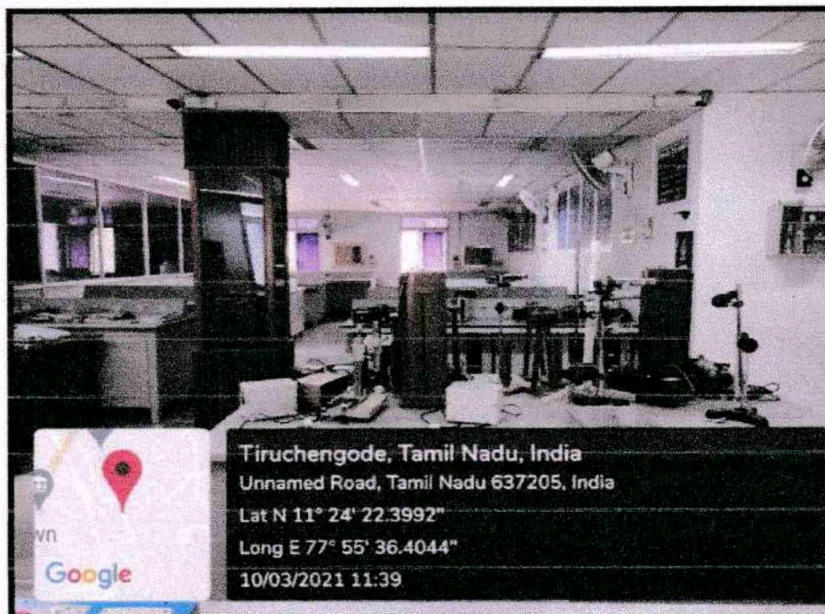 Tiruchengode, Tamil Nadu, India
Unnamed Road, Tamil Nadu 637205, India
Lat N 11° 24' 22.3992"
Long E 77° 55' 36.4044"
10/03/2021 11:39
wn
Google